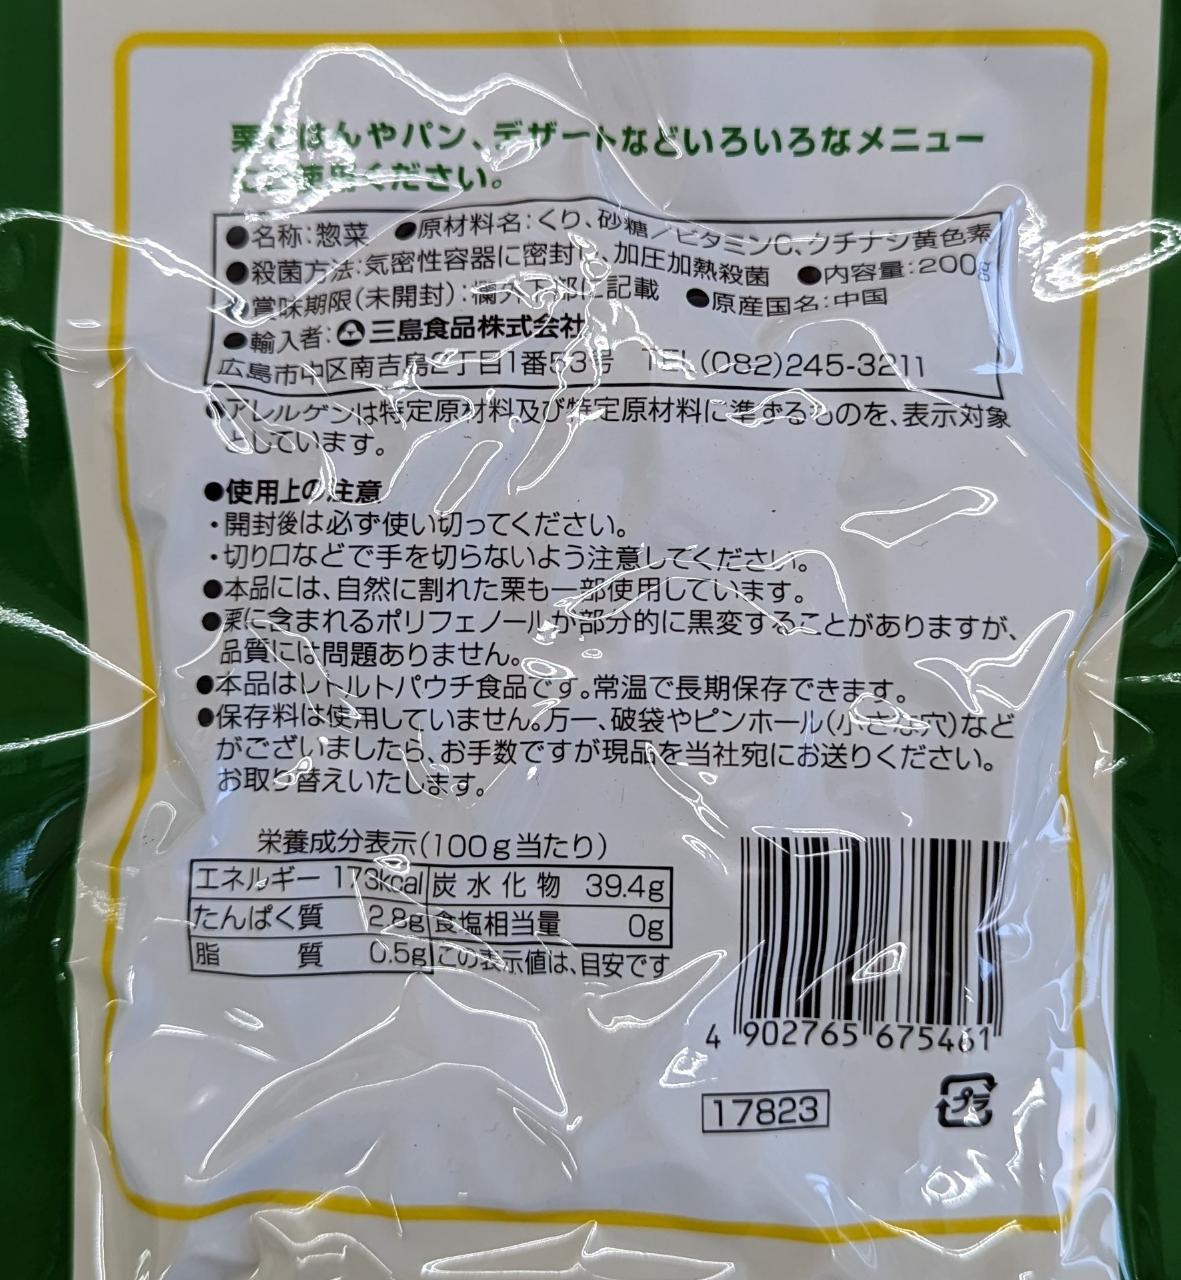 栗ごはんやパン、デザートなどいろいろなメニュー
にご使用ください。
●名称:惣菜 ●原材料名:くり、砂糖/ビタミンC、クチナシ黄色素
●殺菌方法:気密性容器に密封し、加圧加熱殺菌 ●内容量:200g
●賞味期限(未開封):欄外下部に記載 ●原産国名:中国
●輸入者:三島食品株式会社
広島市中区南吉島2丁目1番53号 TEL(082)245-3211
●アレルゲンは特定原材料及び特定原材料に準ずるものを、表示対象
としています。
●使用上の注意
・開封後は必ず使い切ってください。
・切り口などで手を切らないよう注意してください。
●本品には、自然に割れた栗も一部使用しています。
●栗に含まれるポリフェノールが部分的に黒変することがありますが、
品質には問題ありません。
●本品はレトルトパウチ食品です。常温で長期保存できます。
●保存料は使用していません。万一、破袋やピンホール(小さな穴)など
がございましたら、お手数ですが現品を当社宛にお送りください。
お取り替えいたします。
栄養成分表示(100g当たり)
エネルギー 173kcal 炭水化物 39.4g
たんぱく質 2.8g 食塩相当量 0g
脂質 0.5g この表示値は、目安です
4 902765 675461
17823
プラ